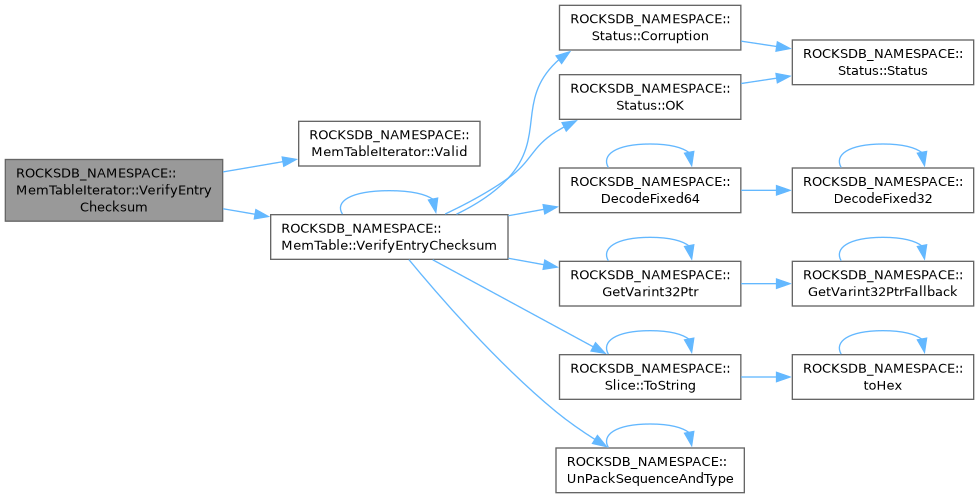 ROCKSDB_NAMESPACE::
MemTableIterator::VerifyEntry
Checksum
ROCKSDB_NAMESPACE::
MemTableIterator::Valid
ROCKSDB_NAMESPACE::
MemTable::VerifyEntryChecksum
ROCKSDB_NAMESPACE::
Status::Corruption
ROCKSDB_NAMESPACE::
Status::OK
ROCKSDB_NAMESPACE::
Status::Status
ROCKSDB_NAMESPACE::
DecodeFixed64
ROCKSDB_NAMESPACE::
DecodeFixed32
ROCKSDB_NAMESPACE::
GetVarint32Ptr
ROCKSDB_NAMESPACE::
GetVarint32PtrFallback
ROCKSDB_NAMESPACE::
Slice::ToString
ROCKSDB_NAMESPACE::
toHex
ROCKSDB_NAMESPACE::
UnPackSequenceAndType